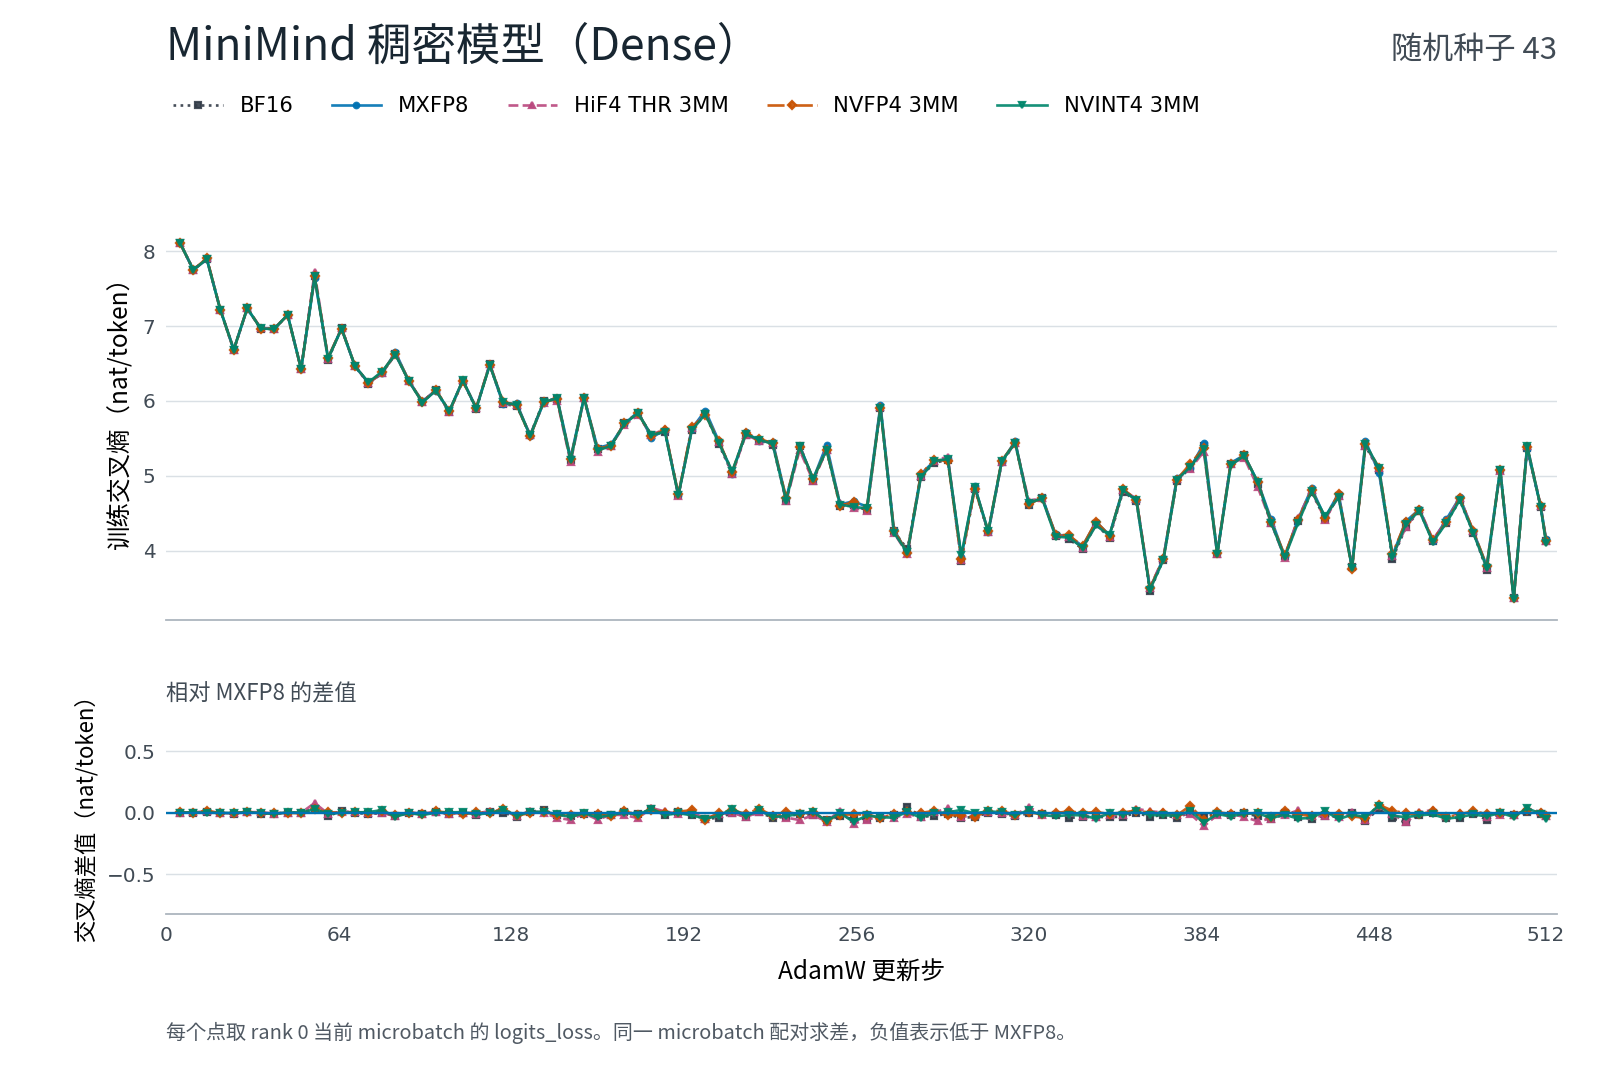 MiniMind 稠密模型（Dense）
随机种子 43
BF16 MXFP8 HiF4 THR 3MM NVFP4 3MM NVINT4 3MM
训练交叉熵（nat/token）
8
7
6
5
4
相对 MXFP8 的差值
交叉熵差值（nat/token）
0.5
0.0
−0.5
0 64 128 192 256 320 384 448 512
AdamW 更新步
每个点取 rank 0 当前 microbatch 的 logits_loss。同一 microbatch 配对求差，负值表示低于 MXFP8。